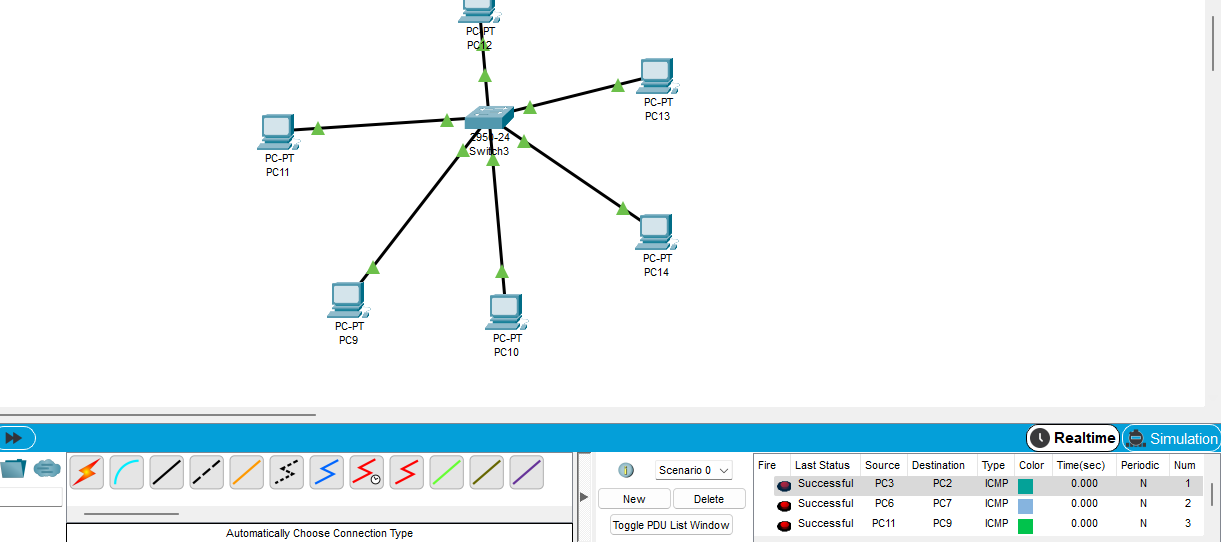 PC-PT
PC12
PC-PT
PC13
2950-24
Switch3
PC-PT
PC11
PC-PT
PC14
PC-PT
PC9
PC-PT
PC10
Realtime
Simulation
Scenario 0
New
Delete
Toggle PDU List Window
Automatically Choose Connection Type
Fire Last Status Source Destination Type Color Time(sec) Periodic Num
Successful PC3 PC2 ICMP 0.000 N 1
Successful PC6 PC7 ICMP 0.000 N 2
Successful PC11 PC9 ICMP 0.000 N 3